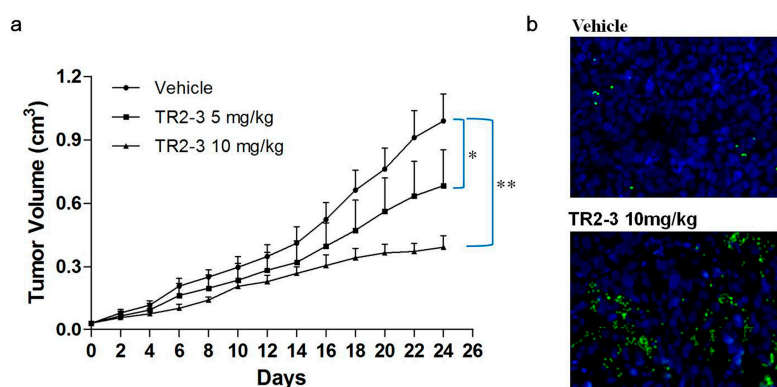 a
b
Vehicle
1.2
0.9
0.6
0.3
0.0
Tumor Volume (cm3)
Vehicle
TR2-3 5 mg/kg
TR2-3 10 mg/kg
*
**
0 2 4 6 8 10 12 14 16 18 20 22 24 26
Days
TR2-3 10mg/kg